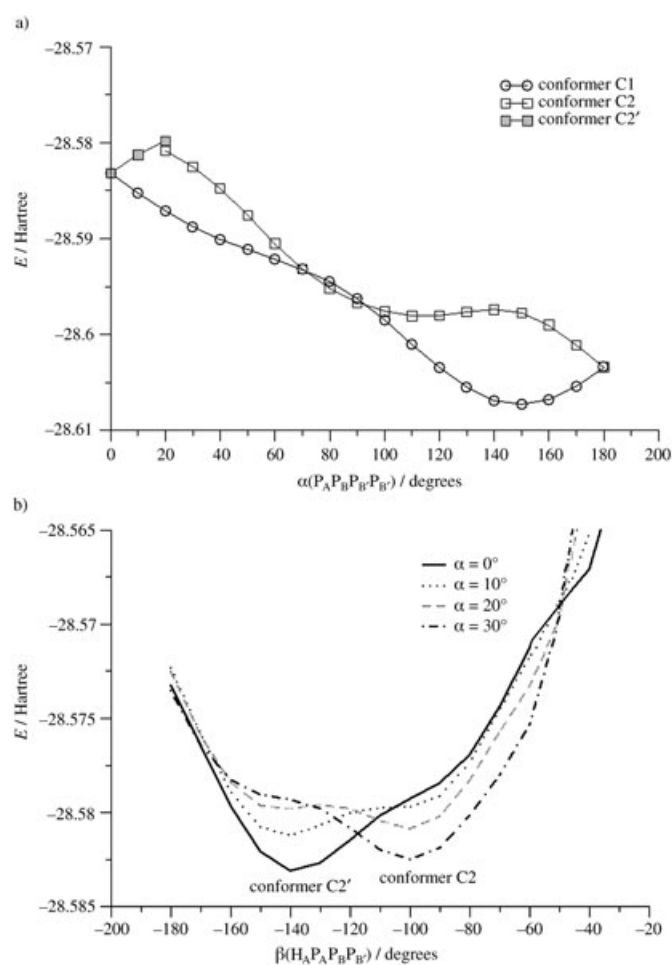 a)
−28.57
conformer C1
conformer C2
conformer C2′
−28.58
−28.59
−28.6
−28.61
E / Hartree
0 20 40 60 80 100 120 140 160 180 200
α(PAPBPB′PB′) / degrees
b)
−28.565
α = 0°
α = 10°
α = 20°
α = 30°
−28.57
−28.575
−28.58
−28.585
E / Hartree
conformer C2′ conformer C2
−200 −180 −160 −140 −120 −100 −80 −60 −40 −20
β(HAPAPBPB′) / degrees